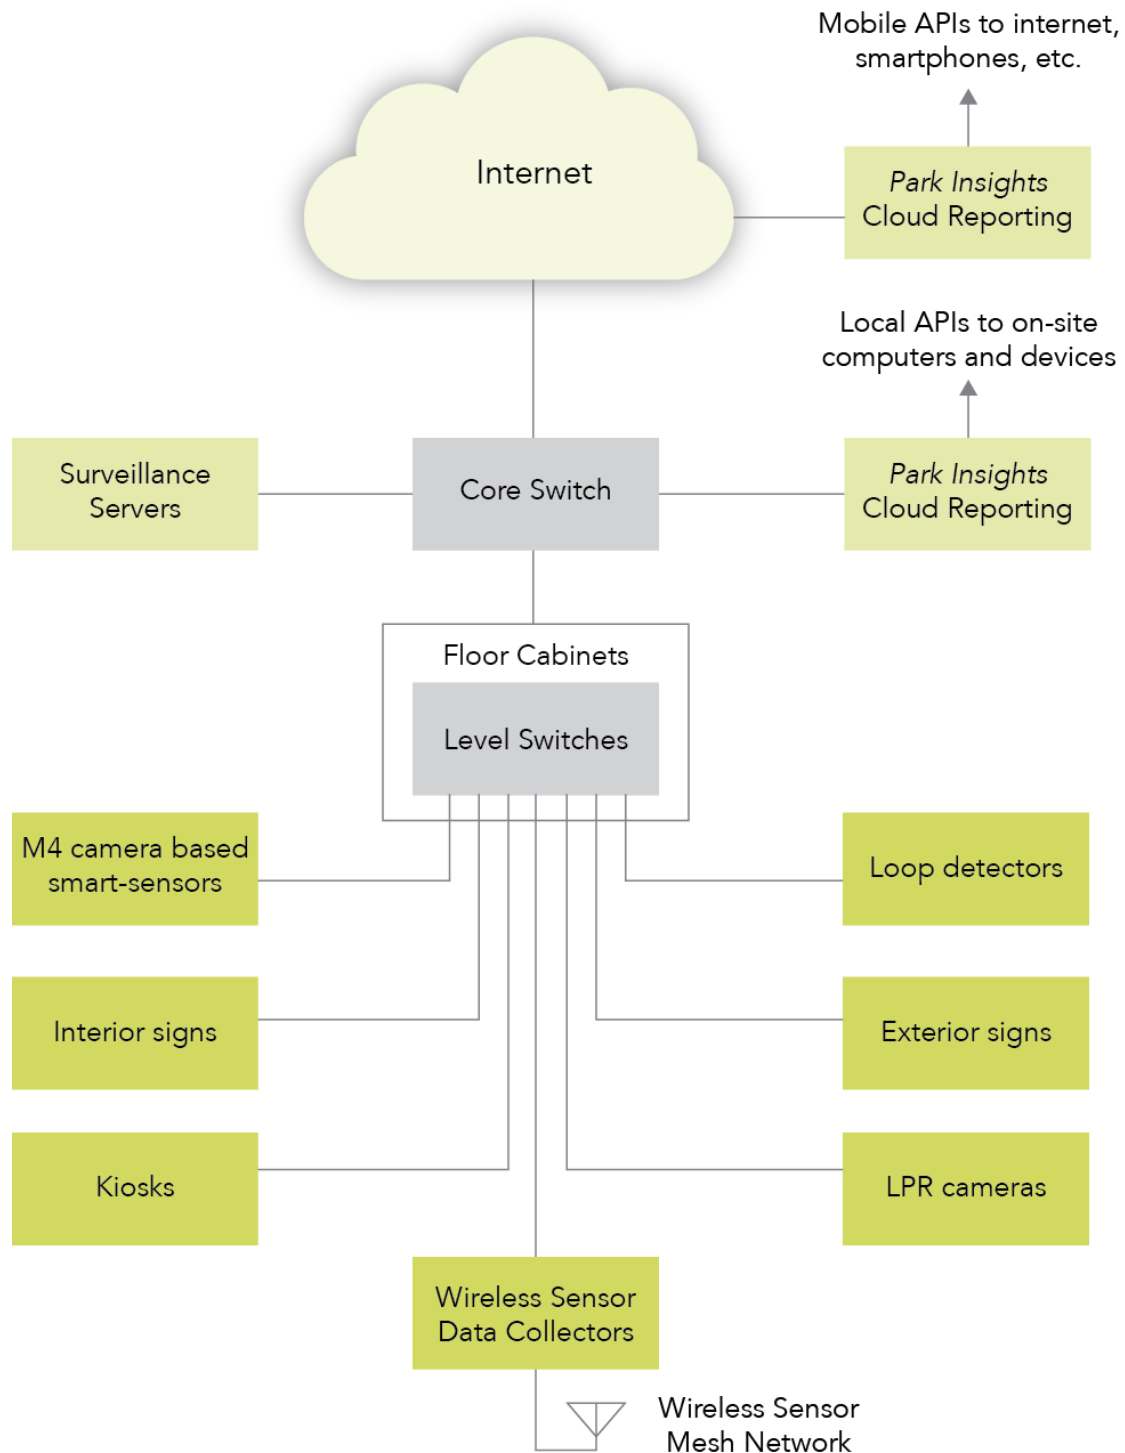 Mobile APIs to internet,
smartphones, etc.
Internet
Park Insights
Cloud Reporting
Local APIs to on-site
computers and devices
Surveillance
Servers
Core Switch
Park Insights
Cloud Reporting
Floor Cabinets
Level Switches
M4 camera based
smart-sensors
Loop detectors
Interior signs
Exterior signs
Kiosks
LPR cameras
Wireless Sensor
Data Collectors
Wireless Sensor
Mesh Network